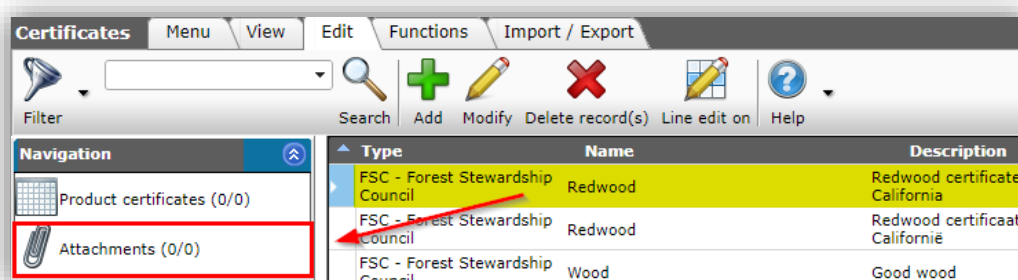 Certificates Menu View Edit Functions Import / Export
Filter Search Add Modify Delete record(s) Line edit on Help
Navigation
Product certificates (0/0)
Attachments (0/0)
Type Name Description
FSC - Forest Stewardship Council Redwood Redwood certificate California
FSC - Forest Stewardship Council Redwood Redwood certificaat Californië
FSC - Forest Stewardship Council Wood Good wood